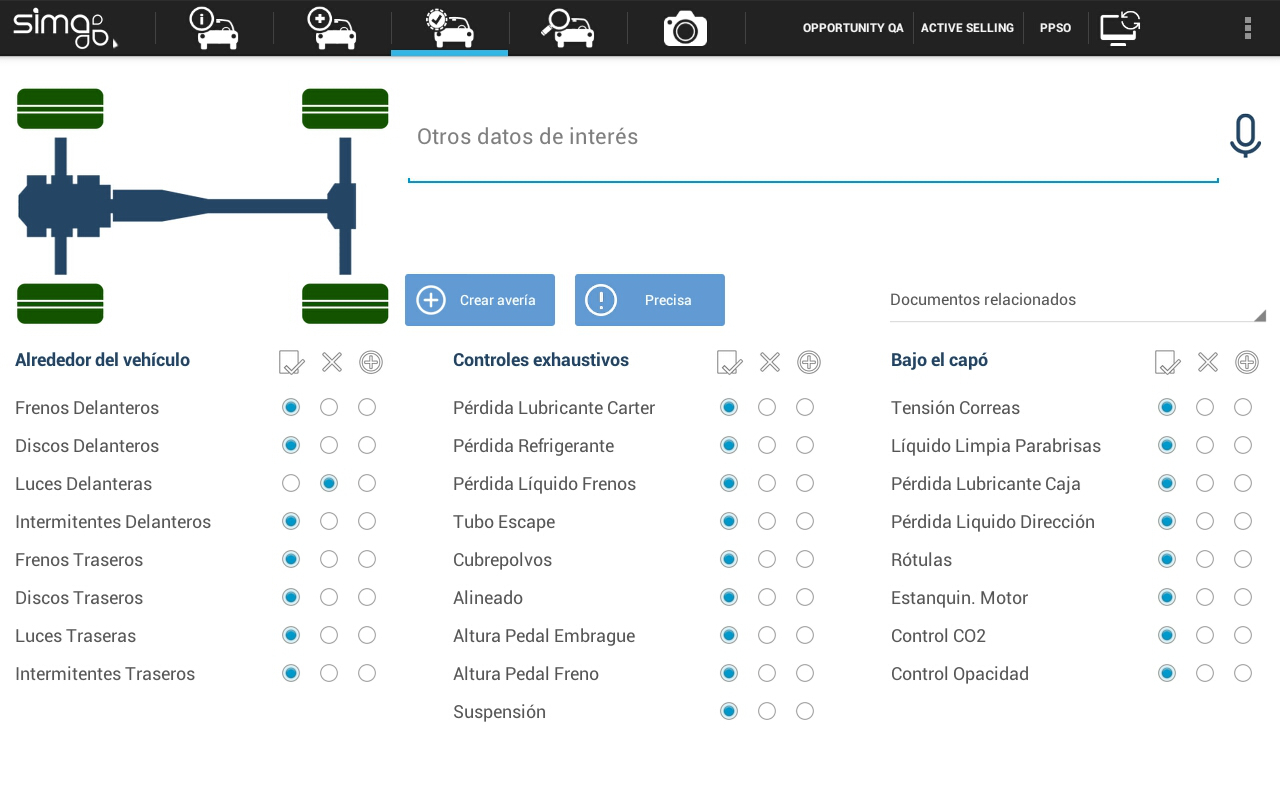 simago
OPPORTUNITY QA
ACTIVE SELLING
PPSO
Otros datos de interés
Crear avería
Precisa
Documentos relacionados
Alrededor del vehículo
Frenos Delanteros
Discos Delanteros
Luces Delanteras
Intermitentes Delanteros
Frenos Traseros
Discos Traseros
Luces Traseras
Intermitentes Traseros
Controles exhaustivos
Pérdida Lubricante Carter
Pérdida Refrigerante
Pérdida Líquido Frenos
Tubo Escape
Cubrepolvos
Alineado
Altura Pedal Embrague
Altura Pedal Freno
Suspensión
Bajo el capó
Tensión Correas
Líquido Limpia Parabrisas
Pérdida Lubricante Caja
Pérdida Liquido Dirección
Rótulas
Estanquin. Motor
Control CO2
Control Opacidad